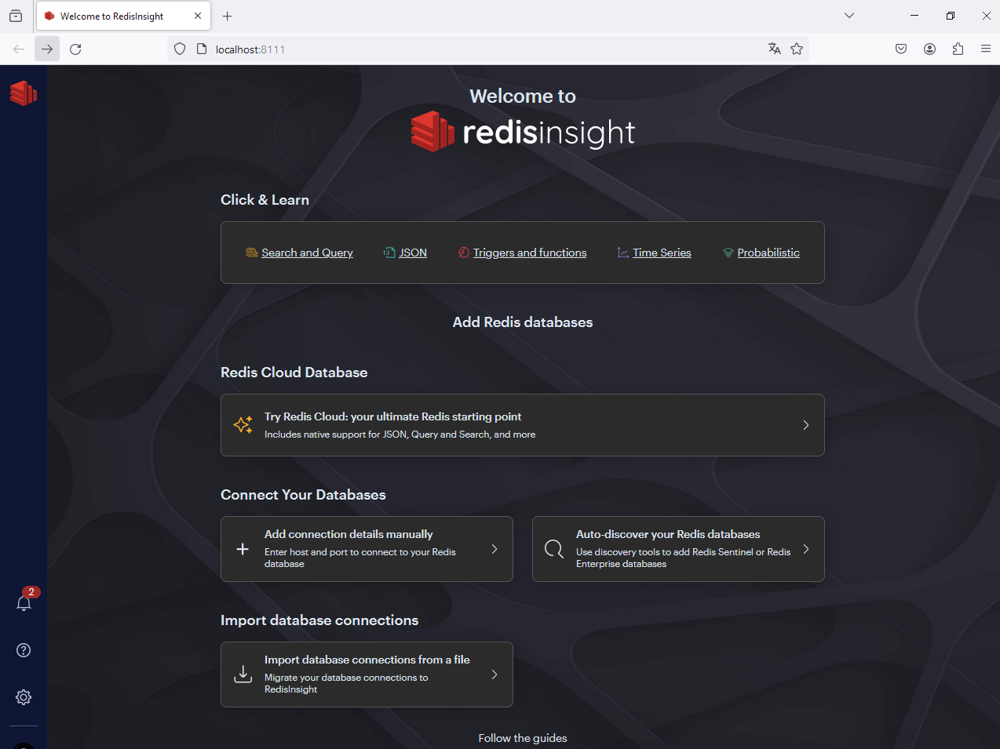 Welcome to RedisInsight
localhost:8111
Welcome to
redisinsight
Click & Learn
Search and Query
JSON
Triggers and functions
Time Series
Probabilistic
Add Redis databases
Redis Cloud Database
Try Redis Cloud: your ultimate Redis starting point
Includes native support for JSON, Query and Search, and more
Connect Your Databases
Add connection details manually
Enter host and port to connect to your Redis
database
Auto-discover your Redis databases
Use discovery tools to add Redis Sentinel or Redis
Enterprise databases
2
Import database connections
Import database connections from a file
Migrate your database connections to
RedisInsight
Follow the guides